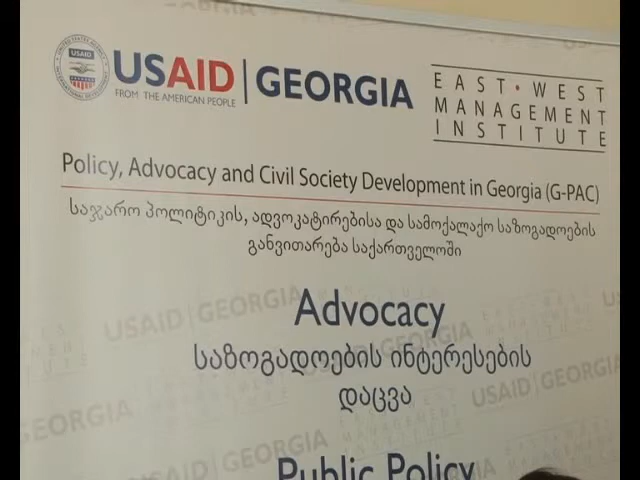 USAID | GEORGIA
FROM THE AMERICAN PEOPLE
EAST • WEST
MANAGEMENT
INSTITUTE
Policy, Advocacy and Civil Society Development in Georgia (G-PAC)
საჯარო პოლიტიკის, ადვოკატირებისა და სამოქალაქო საზოგადოების
განვითარება საქართველოში
Advocacy
საზოგადოების ინტერესების
დაცვა
Public Policy